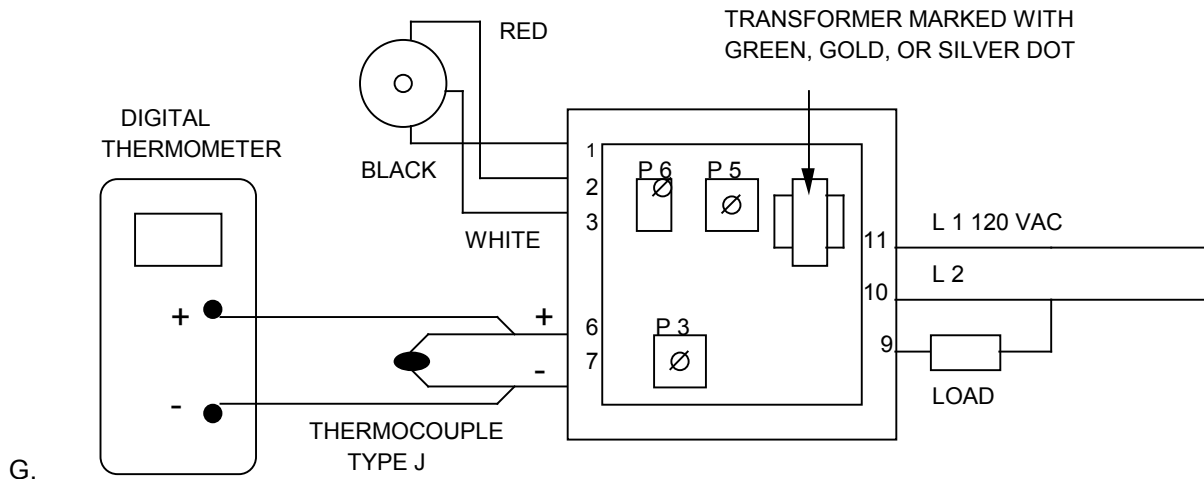 RED
TRANSFORMER MARKED WITH
GREEN, GOLD, OR SILVER DOT
DIGITAL
THERMOMETER
BLACK
WHITE
1
2
3
P 6
P 5
11
L 1 120 VAC
10
L 2
+
-
+
-
6
7
P 3
9
LOAD
THERMOCOUPLE
TYPE J
G.